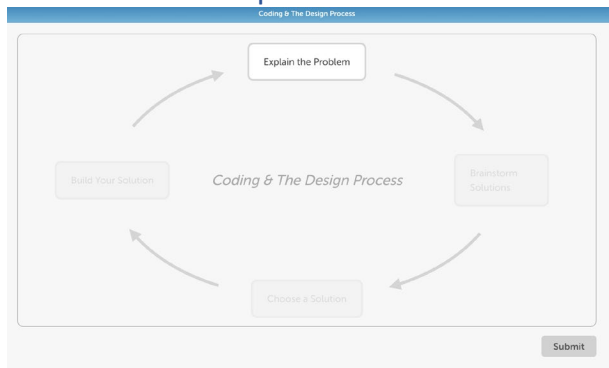 Coding & The Design Process
Explain the Problem
Build Your Solution
Coding & The Design Process
Brainstorm
Solutions
Choose a Solution
Submit